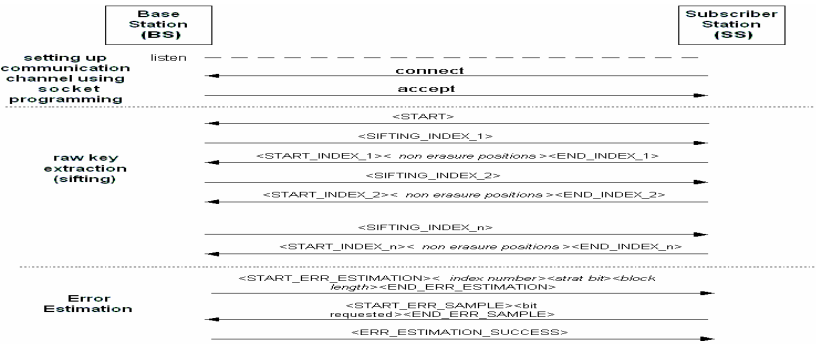 Base
Station
(BS)
Subscriber
Station
(SS)
setting up
communication
channel using
socket
programming
listen
connect
accept
<START>
raw key
extraction
(sifting)
<SIFTING_INDEX_1>
<START_INDEX_1>< non erasure positions ><END_INDEX_1>
<SIFTING_INDEX_2>
<START_INDEX_2>< non erasure positions ><END_INDEX_2>
<SIFTING_INDEX_n>
<START_INDEX_n>< non erasure positions ><END_INDEX_n>
Error
Estimation
<START_ERR_ESTIMATION>< index number><strat bit><block
length><END_ERR_ESTIMATION>
<START_ERR_SAMPLE><bit
requested><END_ERR_SAMPLE>
<ERR_ESTIMATION_SUCCESS>